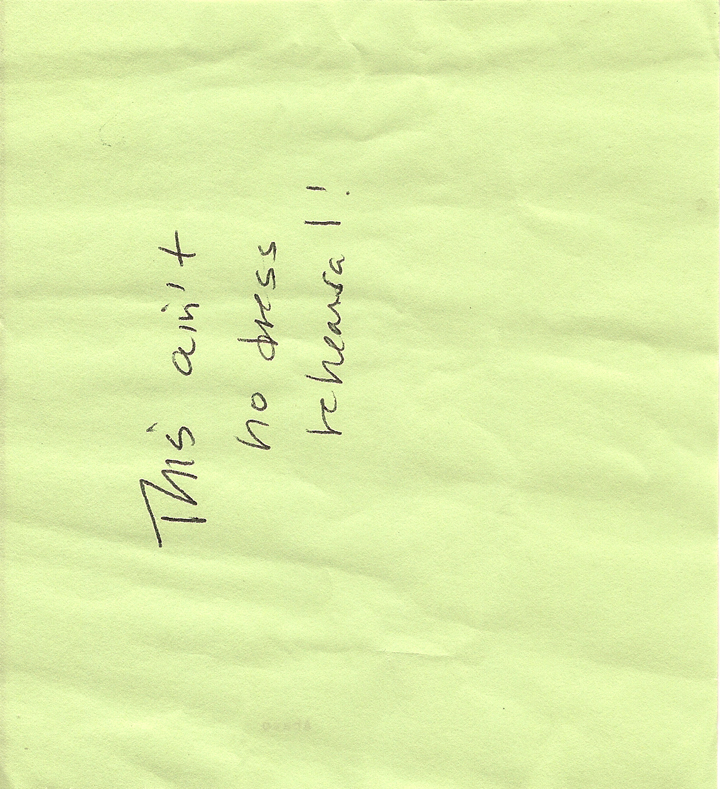 This ain't
no dress
rehearsal!